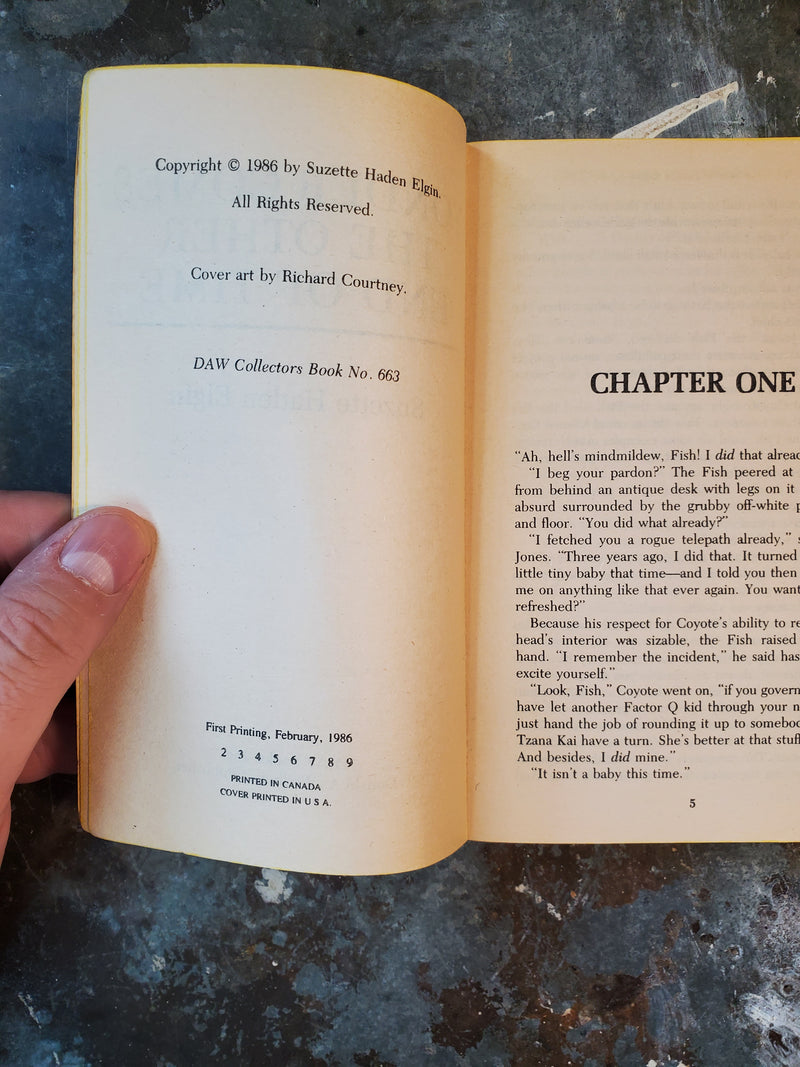 Copyright © 1986 by Suzette Haden Elgin.
All Rights Reserved.
Cover art by Richard Courtney.
DAW Collectors Book No. 663
First Printing, February, 1986
2 3 4 5 6 7 8 9
PRINTED IN CANADA
COVER PRINTED IN U S A.
CHAPTER ONE
"Ah, hell's mindmildew, Fish! I did that
"I beg your pardon?" The Fish peered at
from behind an antique desk with legs on it
absurd surrounded by the grubby off-white
and floor. "You did what already?"
"I fetched you a rogue telepath already,"
Jones. "Three years ago, I did that. It turned
little tiny baby that time—and I told you then
me on anything like that ever again. You want
refreshed?"
Because his respect for Coyote's ability to
head's interior was sizable, the Fish raised
hand. "I remember the incident," he said
excite yourself."
"Look, Fish," Coyote went on, "if you
have let another Factor Q kid through your
just hand the job of rounding it up to
Tzana Kai have a turn. She's better at that
And besides, I did mine."
"It isn't a baby this time."
5